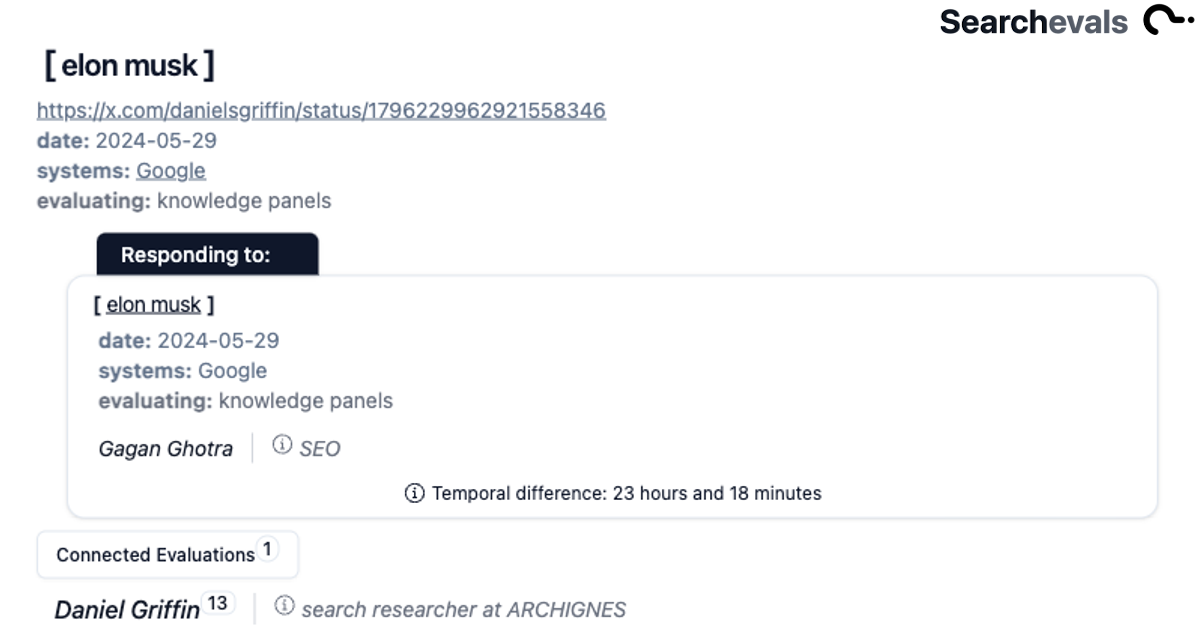 Searchevals
[ elon musk ]
https://x.com/danielsgriffin/status/1796229962921558346
date: 2024-05-29
systems: Google
evaluating: knowledge panels
Responding to:
[ elon musk ]
date: 2024-05-29
systems: Google
evaluating: knowledge panels
Gagan Ghotra SEO
Temporal difference: 23 hours and 18 minutes
Connected Evaluations 1
Daniel Griffin 13 search researcher at ARCHIGNES